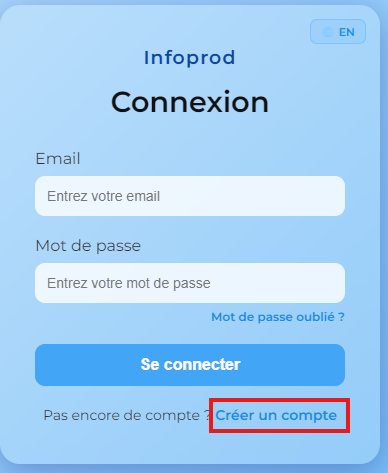 EN
Infoprod
Connexion
Email
Entrez votre email
Mot de passe
Entrez votre mot de passe
Mot de passe oublié ?
Se connecter
Pas encore de compte ? Créer un compte